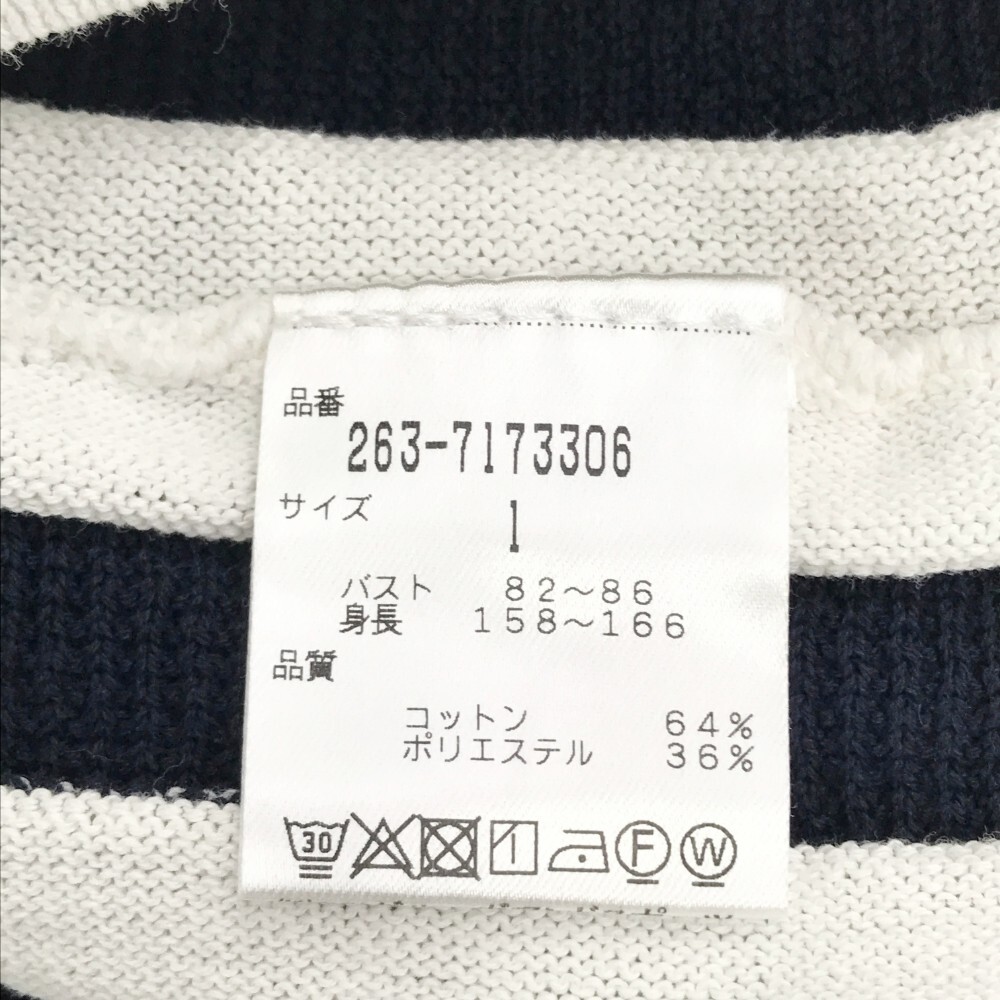 品番
263-7173306
サイズ 1
バスト 82～86
身長 158～166
品質
コットン 64%
ポリエステル 36%
30 F W